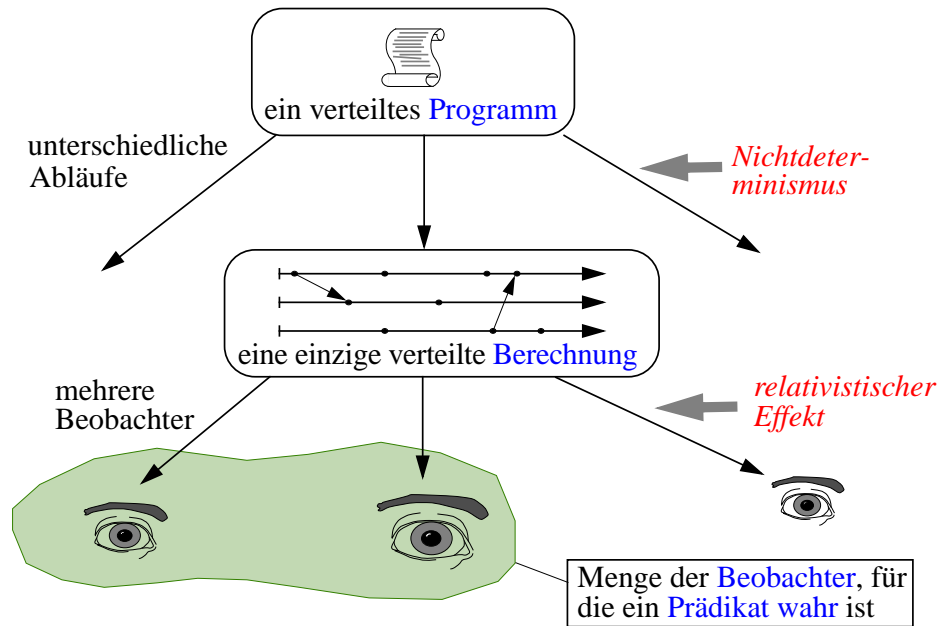 ein verteiltes Programm
unterschiedliche
Abläufe
Nichtdeter-
minismus
eine einzige verteilte Berechnung
mehrere
Beobachter
relativistischer
Effekt
Menge der Beobachter, für
die ein Prädikat wahr ist